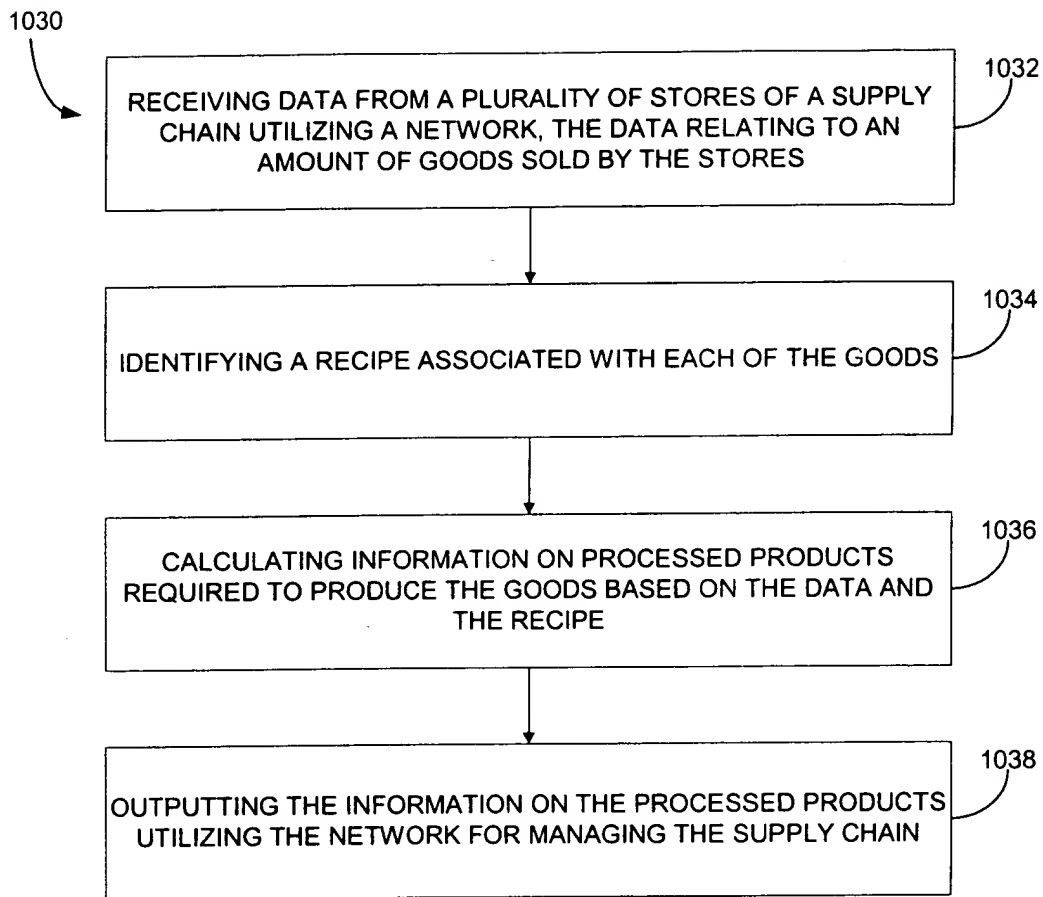 1030
1032
RECEIVING DATA FROM A PLURALITY OF STORES OF A SUPPLY
CHAIN UTILIZING A NETWORK, THE DATA RELATING TO AN
AMOUNT OF GOODS SOLD BY THE STORES
1034
IDENTIFYING A RECIPE ASSOCIATED WITH EACH OF THE GOODS
1036
CALCULATING INFORMATION ON PROCESSED PRODUCTS
REQUIRED TO PRODUCE THE GOODS BASED ON THE DATA AND
THE RECIPE
1038
OUTPUTTING THE INFORMATION ON THE PROCESSED PRODUCTS
UTILIZING THE NETWORK FOR MANAGING THE SUPPLY CHAIN